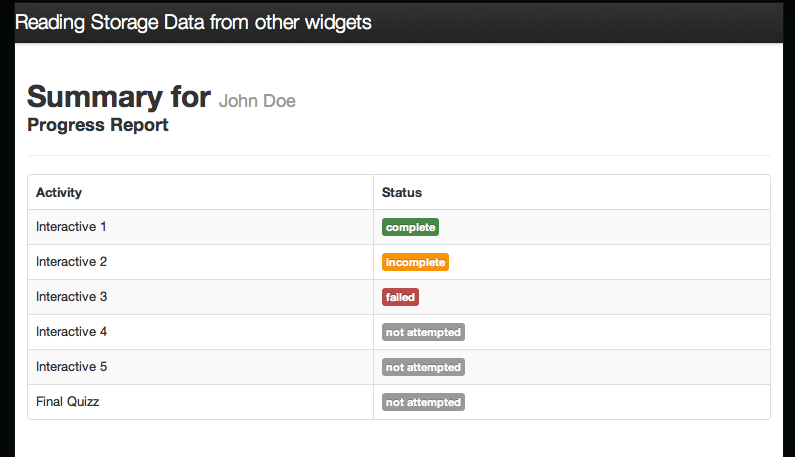 Reading Storage Data from other widgets
Summary for John Doe
Progress Report
Activity Status
Interactive 1 complete
Interactive 2 incomplete
Interactive 3 failed
Interactive 4 not attempted
Interactive 5 not attempted
Final Quizz not attempted